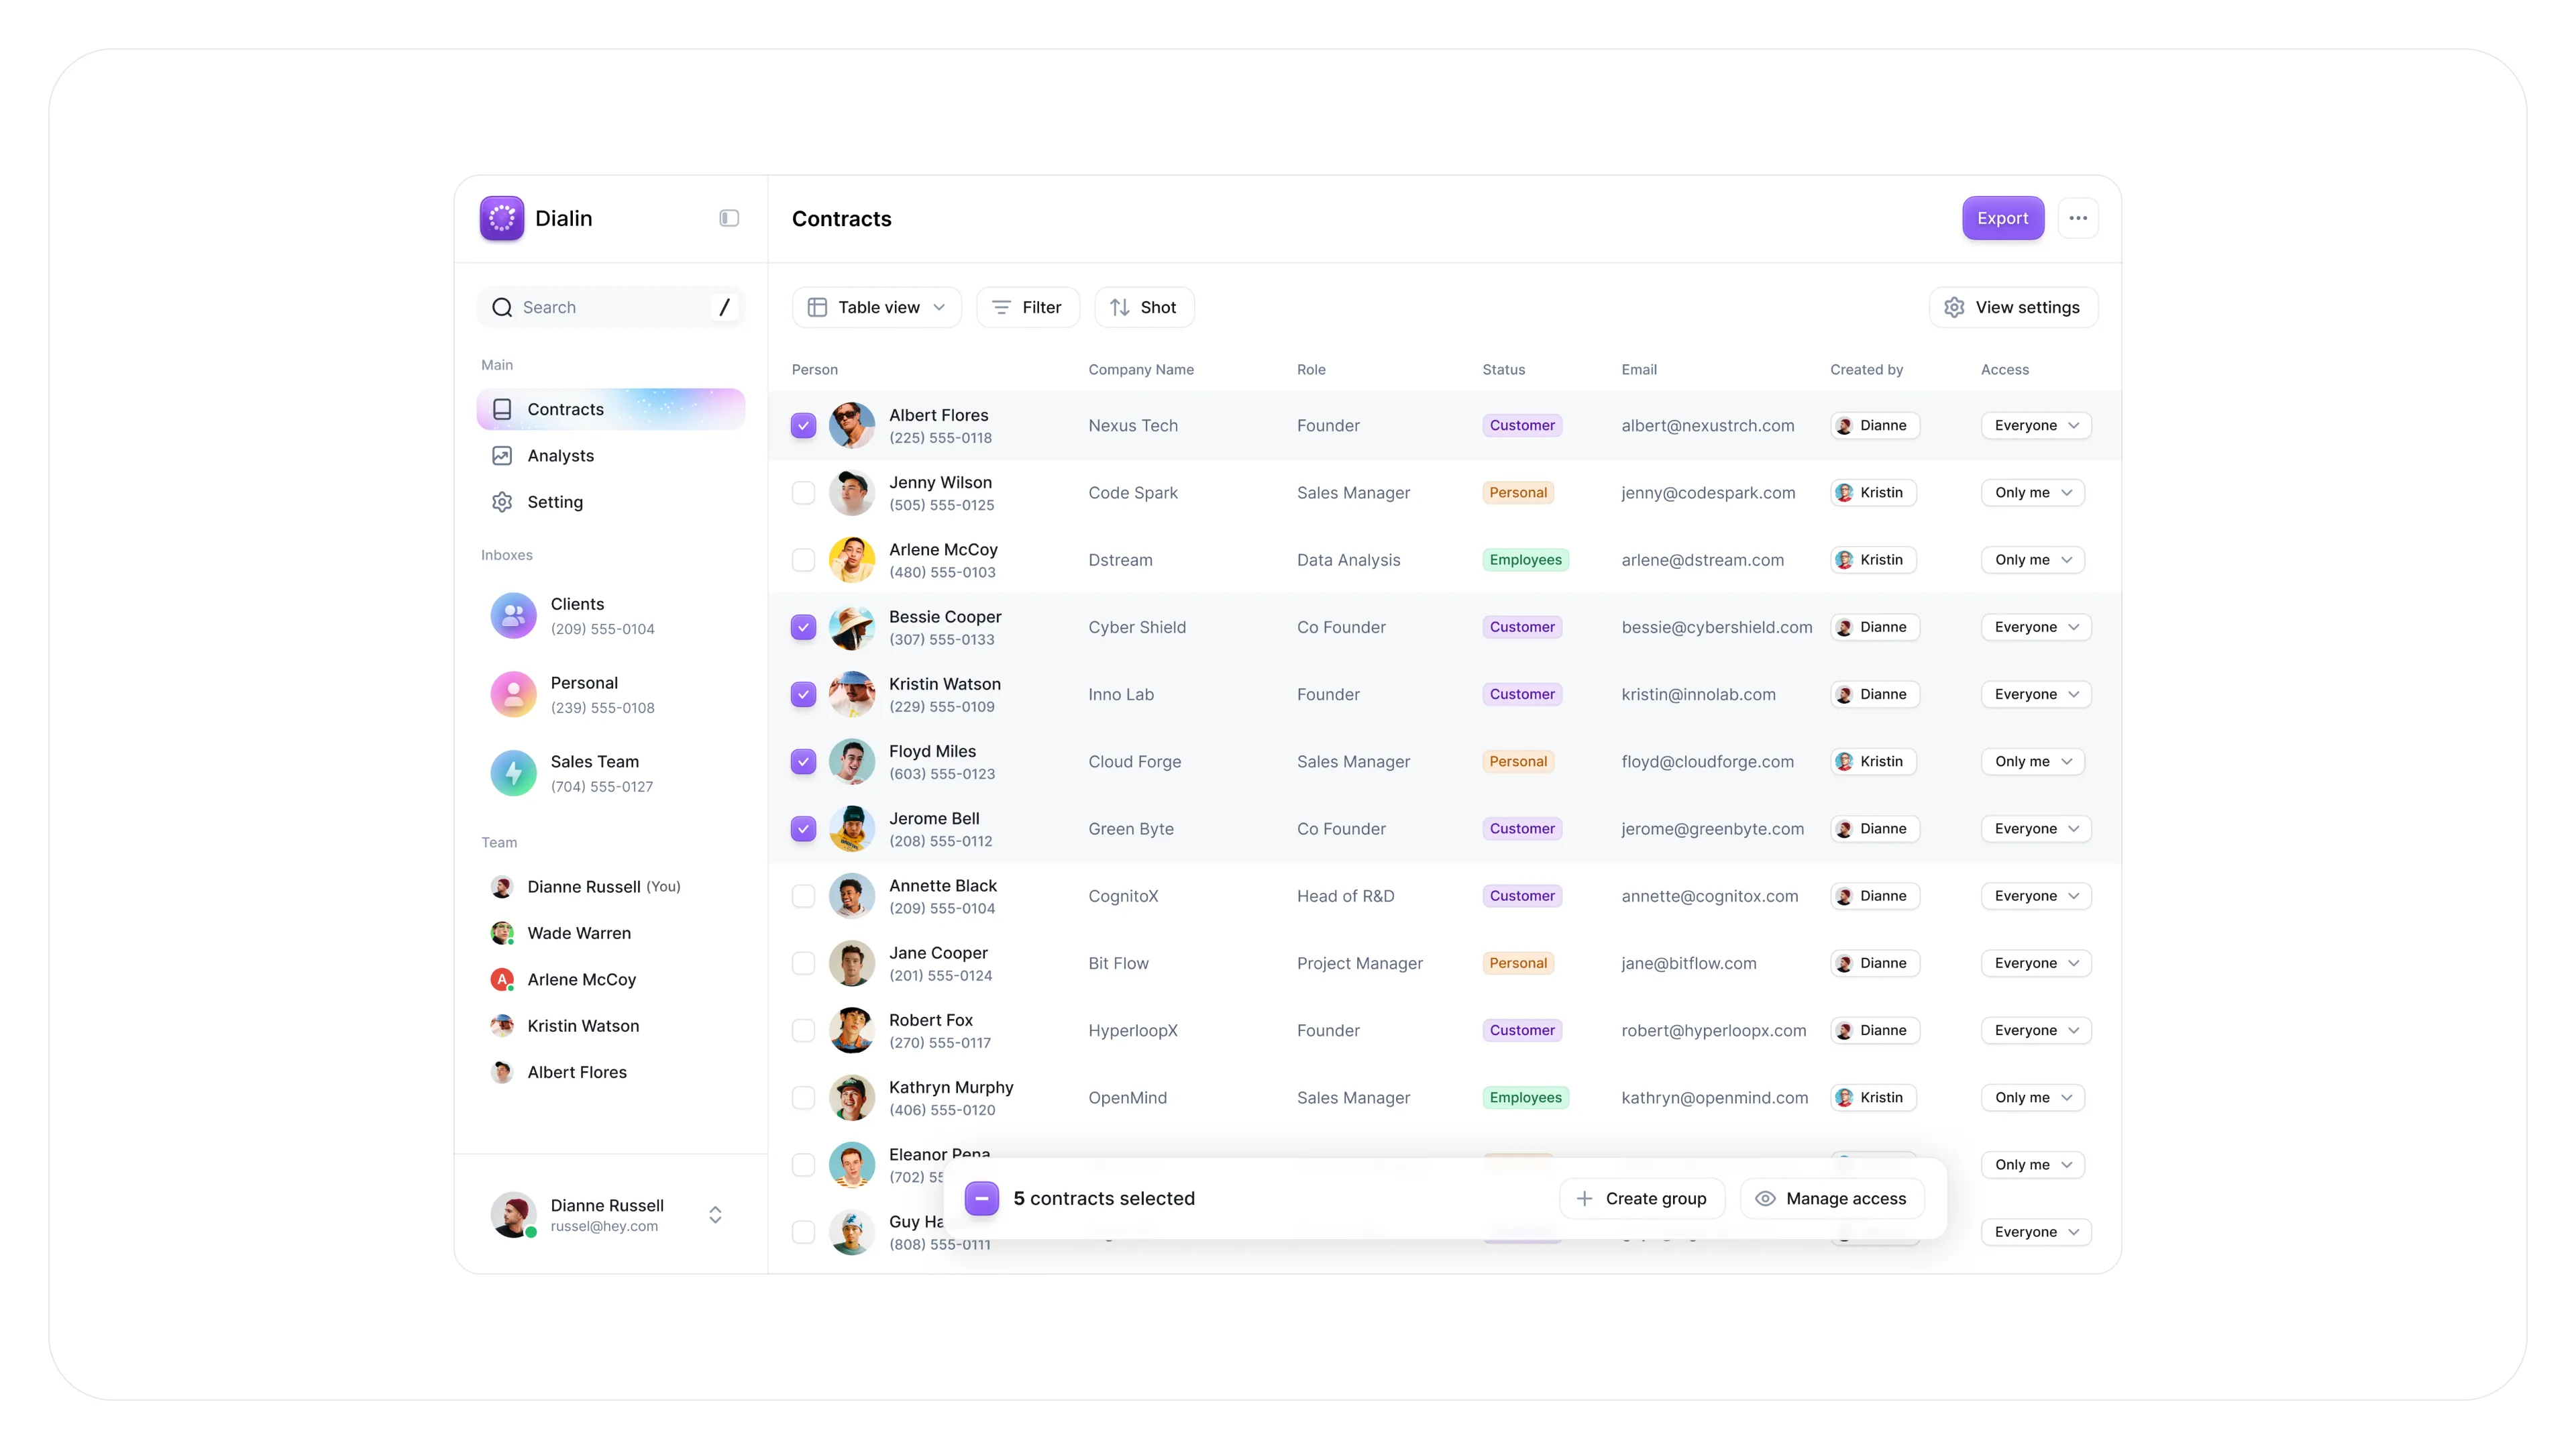 Dialin
Contracts
Export
Search /
Table view Filter Shot View settings
Main
Contracts
Analysts
Setting
Inboxes
Clients
(209) 555-0104
Personal
(239) 555-0108
Sales Team
(704) 555-0127
Team
Dianne Russell (You)
Wade Warren
A Arlene McCoy
Kristin Watson
Albert Flores
Dianne Russell
russel@hey.com
Person Company Name Role Status Email Created by Access
Albert Flores
(225) 555-0118
Nexus Tech Founder Customer albert@nexustrch.com Dianne Everyone
Jenny Wilson
(505) 555-0125
Code Spark Sales Manager Personal jenny@codespark.com Kristin Only me
Arlene McCoy
(480) 555-0103
Dstream Data Analysis Employees arlene@dstream.com Kristin Only me
Bessie Cooper
(307) 555-0133
Cyber Shield Co Founder Customer bessie@cybershield.com Dianne Everyone
Kristin Watson
(229) 555-0109
Inno Lab Founder Customer kristin@innolab.com Dianne Everyone
Floyd Miles
(603) 555-0123
Cloud Forge Sales Manager Personal floyd@cloudforge.com Kristin Only me
Jerome Bell
(208) 555-0112
Green Byte Co Founder Customer jerome@greenbyte.com Dianne Everyone
Annette Black
(209) 555-0104
CognitoX Head of R&D Customer annette@cognitox.com Dianne Everyone
Jane Cooper
(201) 555-0124
Bit Flow Project Manager Personal jane@bitflow.com Dianne Everyone
Robert Fox
(270) 555-0117
HyperloopX Founder Customer robert@hyperloopx.com Dianne Everyone
Kathryn Murphy
(406) 555-0120
OpenMind Sales Manager Employees kathryn@openmind.com Kristin Only me
Eleanor Pena
(702) 55
Only me
Guy Ha
(808) 555-0111
Everyone
5 contracts selected Create group Manage access